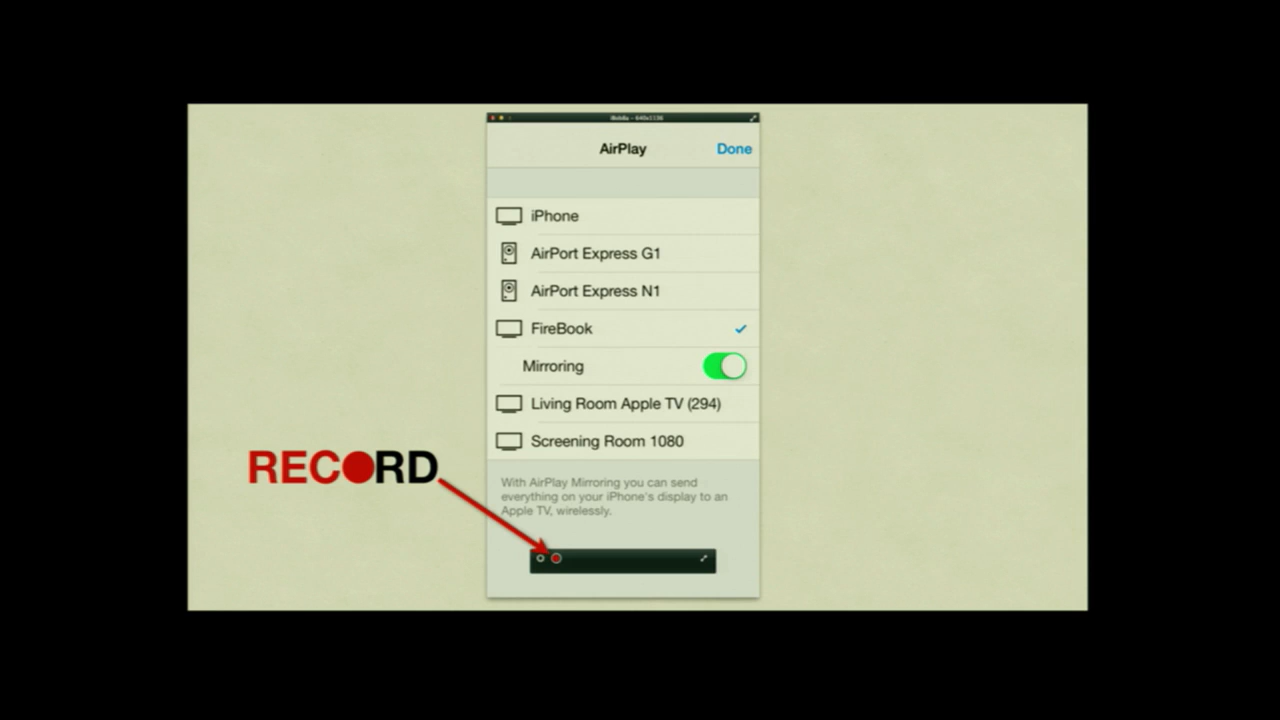 AirPlay
Done
iPhone
AirPort Express G1
AirPort Express N1
FireBook
Mirroring
Living Room Apple TV (294)
Screening Room 1080
RECORD
With AirPlay Mirroring you can send
everything on your iPhone's display to an
Apple TV, wirelessly.